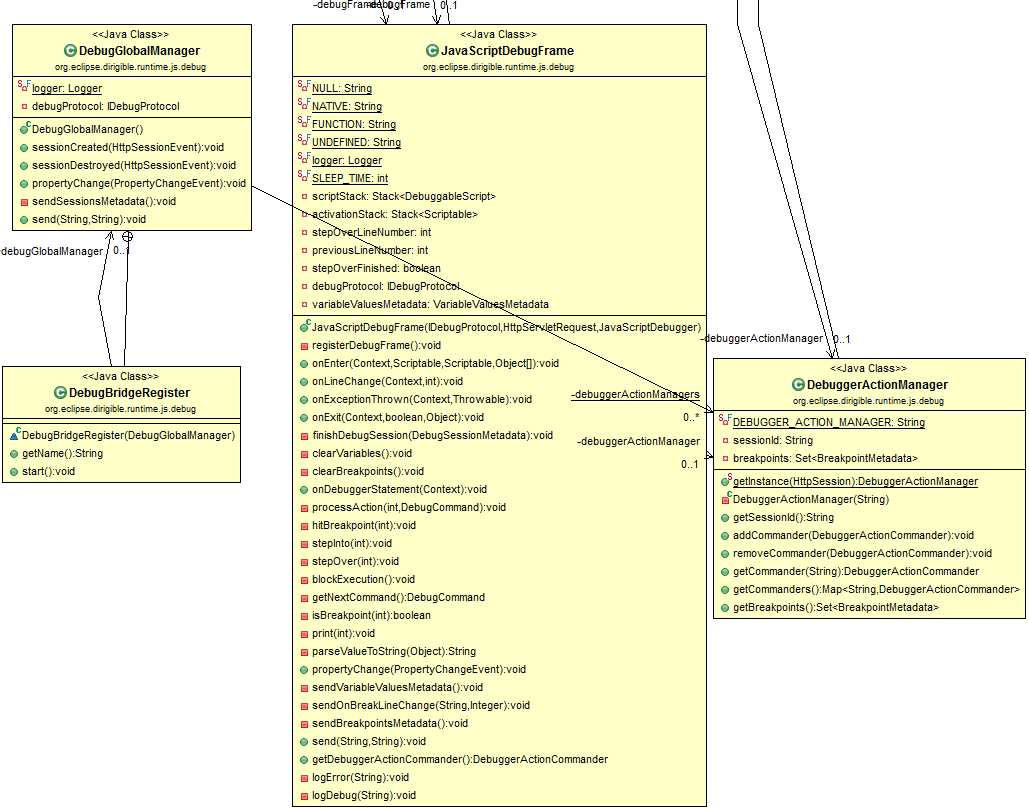 -debugFrame
0..1
-debugFrame
0..1
<<Java Class>>
DebugGlobalManager
org.eclipse.dirigible.runtime.js.debug
logger: Logger
debugProtocol: IDebugProtocol
DebugGlobalManager()
sessionCreated(HttpSessionEvent):void
sessionDestroyed(HttpSessionEvent):void
propertyChange(PropertyChangeEvent):void
sendSessionsMetadata():void
send(String,String):void
-debugGlobalManager
0..1
<<Java Class>>
DebugBridgeRegister
org.eclipse.dirigible.runtime.js.debug
DebugBridgeRegister(DebugGlobalManager)
getName():String
start():void
<<Java Class>>
JavaScriptDebugFrame
org.eclipse.dirigible.runtime.js.debug
NULL: String
NATIVE: String
FUNCTION: String
UNDEFINED: String
logger: Logger
SLEEP_TIME: int
scriptStack: Stack<DebuggableScript>
activationStack: Stack<Scriptable>
stepOverLineNumber: int
previousLineNumber: int
stepOverFinished: boolean
debugProtocol: IDebugProtocol
variableValuesMetadata: VariableValuesMetadata
JavaScriptDebugFrame(IDebugProtocol,HttpServletRequest,JavaScriptDebugger)
registerDebugFrame():void
onEnter(Context,Scriptable,Scriptable,Object[]):void
onLineChange(Context,int):void
onExceptionThrown(Context,Throwable):void
onExit(Context,boolean,Object):void
finishDebugSession(DebugSessionMetadata):void
clearVariables():void
clearBreakpoints():void
onDebuggerStatement(Context):void
processAction(int,DebugCommand):void
hitBreakpoint(int):void
stepInto(int):void
stepOver(int):void
blockExecution():void
getNextCommand():DebugCommand
isBreakpoint(int):boolean
print(int):void
parseValueToString(Object):String
propertyChange(PropertyChangeEvent):void
sendVariableValuesMetadata():void
sendOnBreakLineChange(String,Integer):void
sendBreakpointsMetadata():void
send(String,String):void
getDebuggerActionCommander():DebuggerActionCommander
logError(String):void
logDebug(String):void
-debuggerActionManager
0..1
-debuggerActionManagers
0..*
-debuggerActionManager
0..1
<<Java Class>>
DebuggerActionManager
org.eclipse.dirigible.runtime.js.debug
DEBUGGER_ACTION_MANAGER: String
sessionId: String
breakpoints: Set<BreakpointMetadata>
getInstance(HttpSession):DebuggerActionManager
DebuggerActionManager(String)
getSessionId():String
addCommander(DebuggerActionCommander):void
removeCommander(DebuggerActionCommander):void
getCommander(String):DebuggerActionCommander
getCommanders():Map<String,DebuggerActionCommander>
getBreakpoints():Set<BreakpointMetadata>